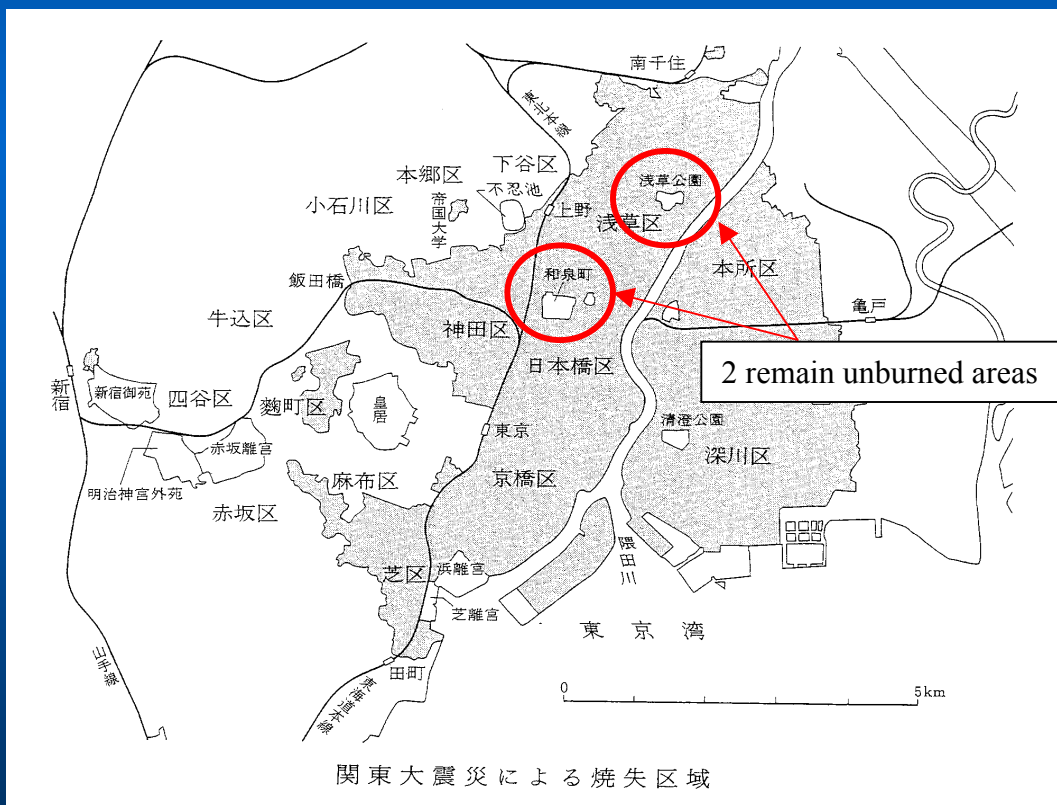 南千住
東北本線
下谷区
本郷区
不忍池
帝国大学
小石川区
上野
浅草公園
浅草区
本所区
和泉町
飯田橋
牛込区
神田区
亀戸
日本橋区
2 remain unburned areas
新宿
新宿御苑
四谷区
麴町区
皇居
東京
清澄公園
深川区
赤坂離宮
麻布区
京橋区
明治神宮外苑
赤坂区
隈田川
芝区
浜離宮
芝離宮
東京湾
山手線
田町
東海道本線
0
5km
関東大震災による焼失区域